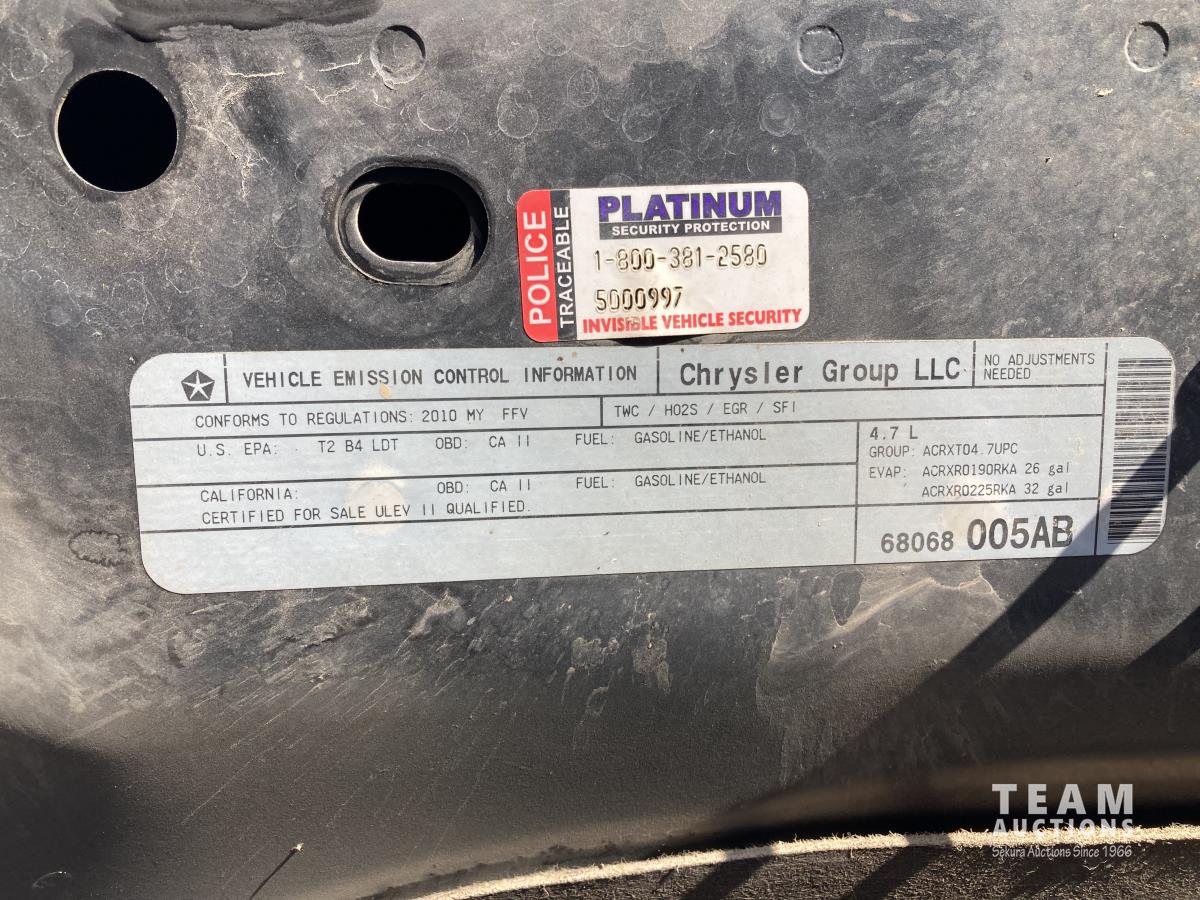 POLICE
TRACEABLE
PLATINUM
SECURITY PROTECTION
1-800-381-2580
5000997
INVISIBLE VEHICLE SECURITY
VEHICLE EMISSION CONTROL INFORMATION
Chrysler Group LLC
NO ADJUSTMENTS
NEEDED
CONFORMS TO REGULATIONS: 2010 MY FFV
TWC / HO2S / EGR / SFI
U.S. EPA: T2 B4 LDT OBD: CA II FUEL: GASOLINE/ETHANOL
CALIFORNIA: OBD: CA II FUEL: GASOLINE/ETHANOL
CERTIFIED FOR SALE ULEV II QUALIFIED.
4.7 L
GROUP: ACRXT04.7UPC
EVAP: ACRXR0190RKA 26 gal
ACRXR0225RKA 32 gal
68068 005AB
TEAM
AUCTIONS
Sekura Auctions Since 1966